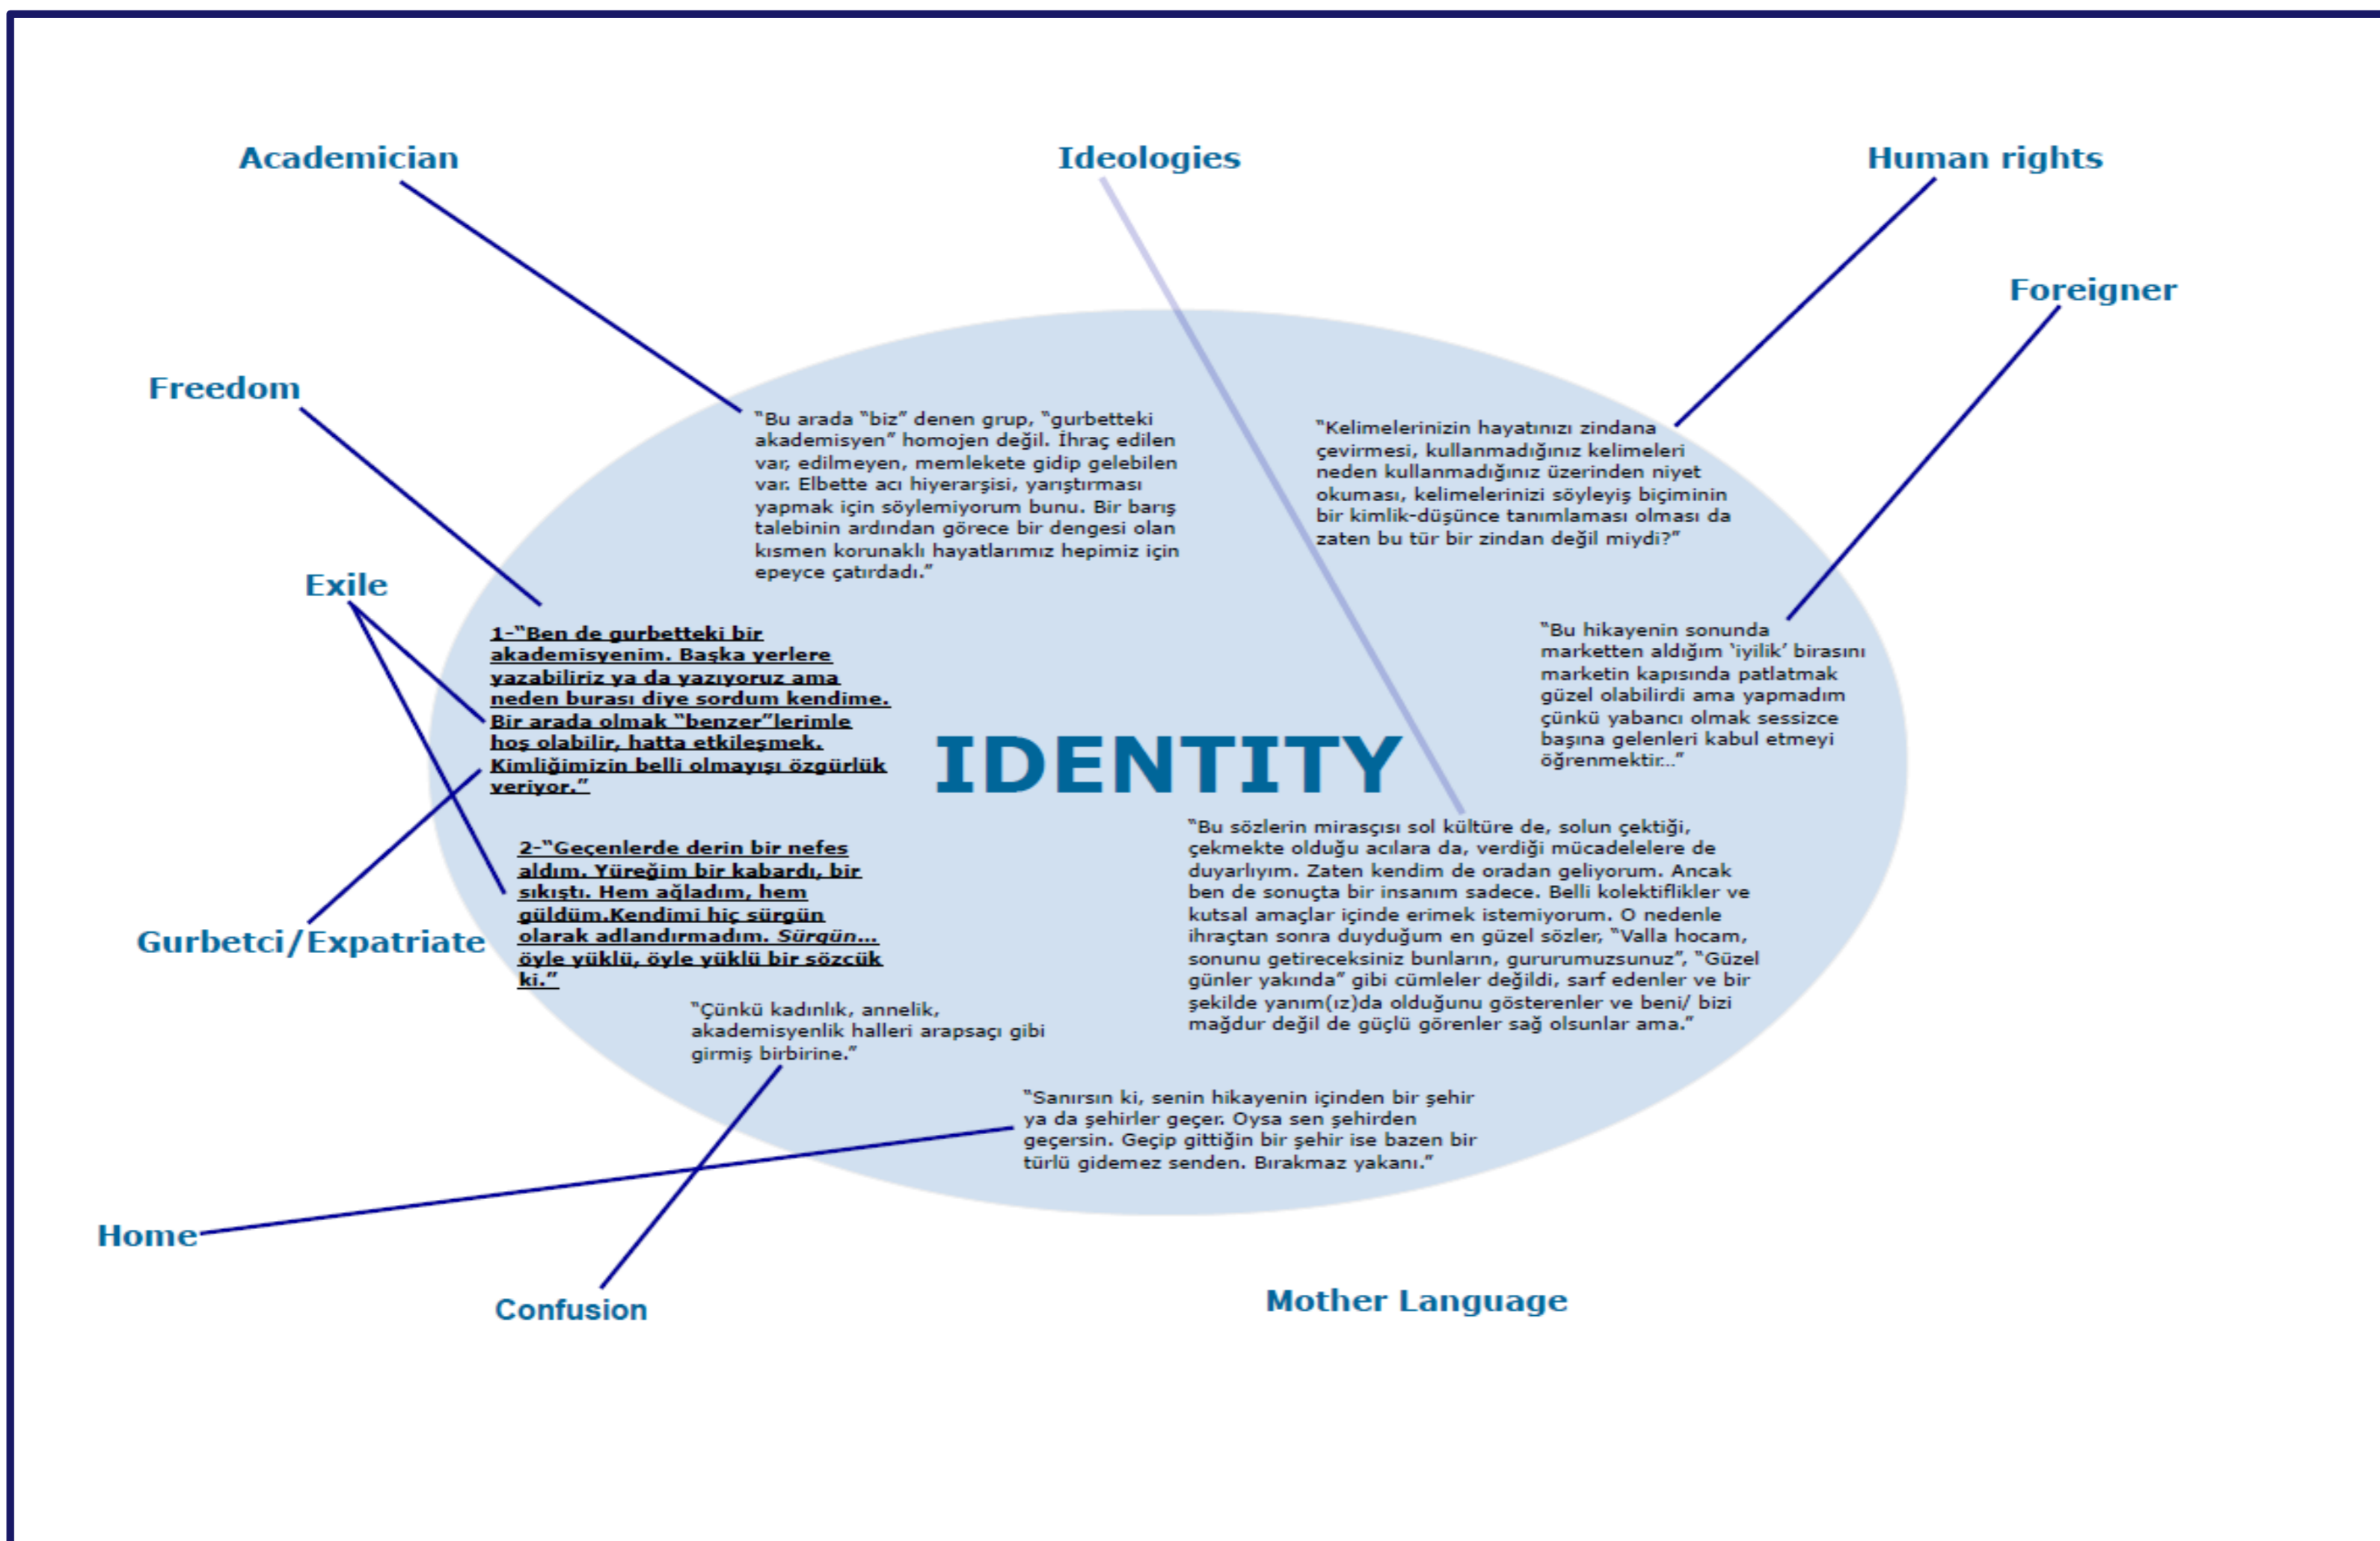 Academician
Ideologies
Human rights
Foreigner
Freedom
"Bu arada "biz" denen grup, "gurbetteki
akademisyen" homojen değil. İhraç edilen
var, edilmeyen, memlekete gidip gelebilen
var. Elbette acı hiyerarşisi, yarıştırması
yapmak için söylemiyorum bunu. Bir barış
talebinin ardından görece bir dengesi olan
kısmen korunaklı hayatlarımız hepimiz için
epeyce çatırdadı."
"Kelimelerinizin hayatınızı zindana
çevirmesi, kullanmadığınız kelimeleri
neden kullanmadığınız üzerinden niyet
okuması, kelimelerinizi söyleyiş biçiminin
bir kimlik-düşünce tanımlaması olması da
zaten bu tür bir zindan değil miydi?"
Exile
1-"Ben de gurbetteki bir
akademisyenim. Başka yerlere
yazabiliriz ya da yazıyoruz ama
neden burası diye sordum kendime.
Bir arada olmak "benzer"lerimle
hoş olabilir, hatta etkileşmek.
Kimliğimizin belli olmayışı özgürlük
veriyor."
"Bu hikayenin sonunda
marketten aldığım 'iyilik' birasını
marketin kapısında patlatmak
güzel olabilirdi ama yapmadım
çünkü yabancı olmak sessizce
başına gelenleri kabul etmeyi
öğrenmektir..."
IDENTITY
2-"Geçenlerde derin bir nefes
aldım. Yüreğim bir kabardı, bir
sıkıştı. Hem ağladım, hem
güldüm.Kendimi hiç sürgün
olarak adlandırmadım. Sürgün...
öyle yüklü, öyle yüklü bir sözcük
ki."
"Bu sözlerin mirasçısı sol kültüre de, solun çektiği,
çekmekte olduğu acılara da, verdiği mücadelelere de
duyarlıyım. Zaten kendim de oradan geliyorum. Ancak
ben de sonuçta bir insanım sadece. Belli kolektiflikler ve
kutsal amaçlar içinde erimek istemiyorum. O nedenle
ihraçtan sonra duyduğum en güzel sözler, "Valla hocam,
sonunu getireceksiniz bunların, gururumuzsunuz", "Güzel
günler yakında" gibi cümleler değildi, sarf edenler ve bir
şekilde yanım(ız)da olduğunu gösterenler ve beni/ bizi
mağdur değil de güçlü görenler sağ olsunlar ama."
Gurbetci/Expatriate
"Çünkü kadınlık, annelik,
akademisyenlik halleri arapsaçı gibi
girmiş birbirine."
"Sanırsın ki, senin hikayenin içinden bir şehir
ya da şehirler geçer. Oysa sen şehirden
geçersin. Geçip gittiğin bir şehir ise bazen bir
türlü gidemez senden. Bırakmaz yakanı."
Home
Confusion
Mother Language